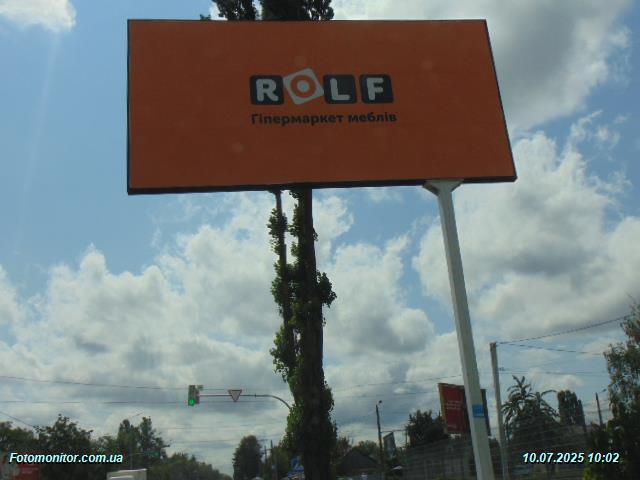 ROLF
Гіпермаркет меблів
Fotomonitor.com.ua
10.07.2025 10:02